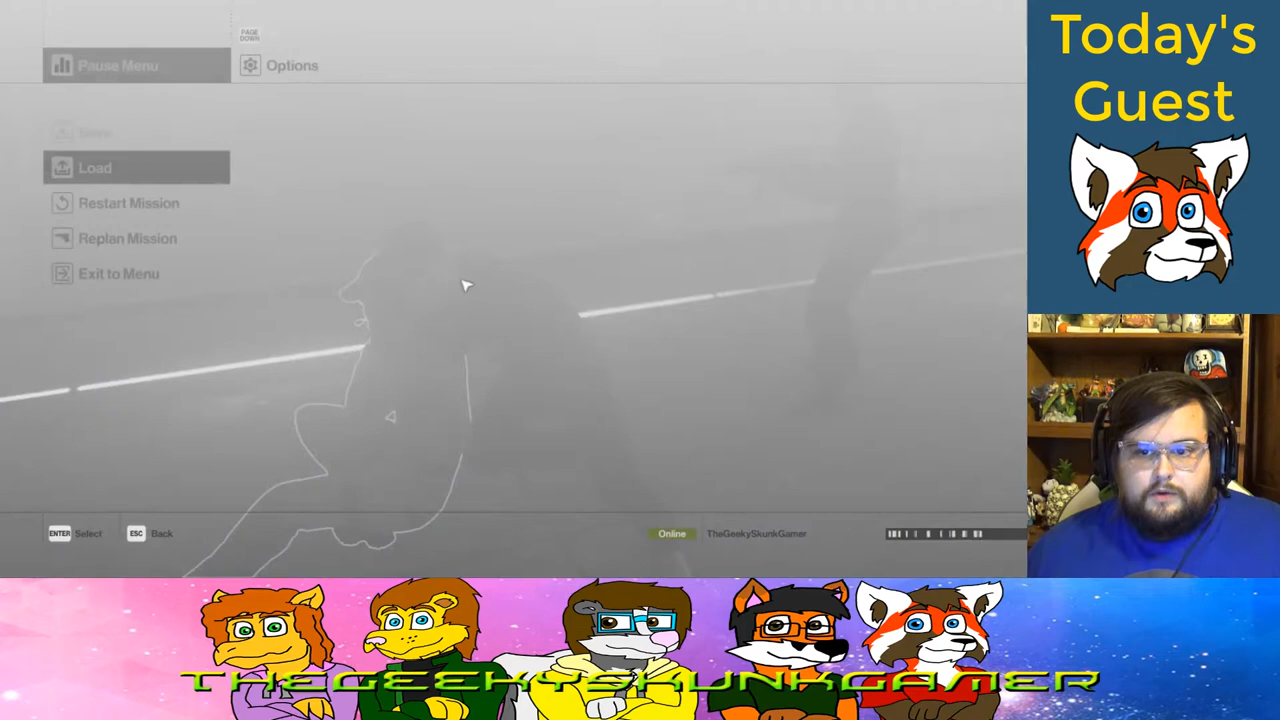 PAGE
DOWN
Pause Menu
Options
Save
Load
Restart Mission
Replan Mission
Exit to Menu
ENTER Select
ESC Back
Online
TheGeekySkunkGamer
Today's
Guest
THEGEEKYSKUNKGAMER